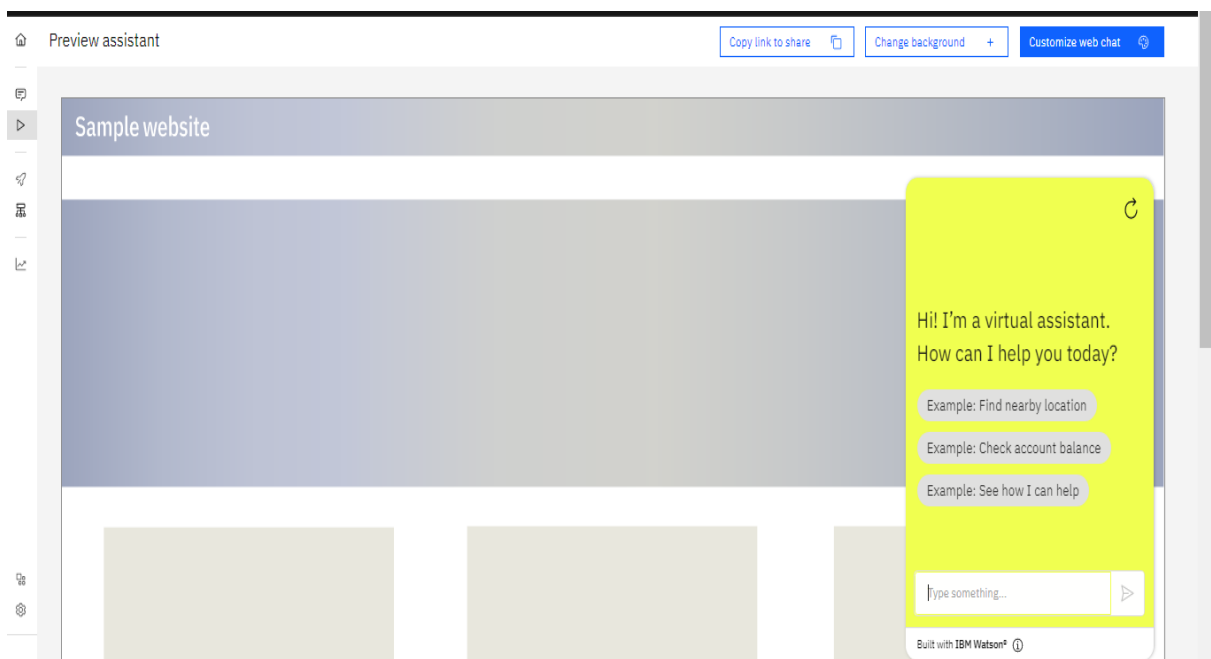 Preview assistant
Copy link to share
Change background +
Customize web chat
Sample website
Hi! I'm a virtual assistant.
How can I help you today?
Example: Find nearby location
Example: Check account balance
Example: See how I can help
Type something...
Built with IBM Watson®